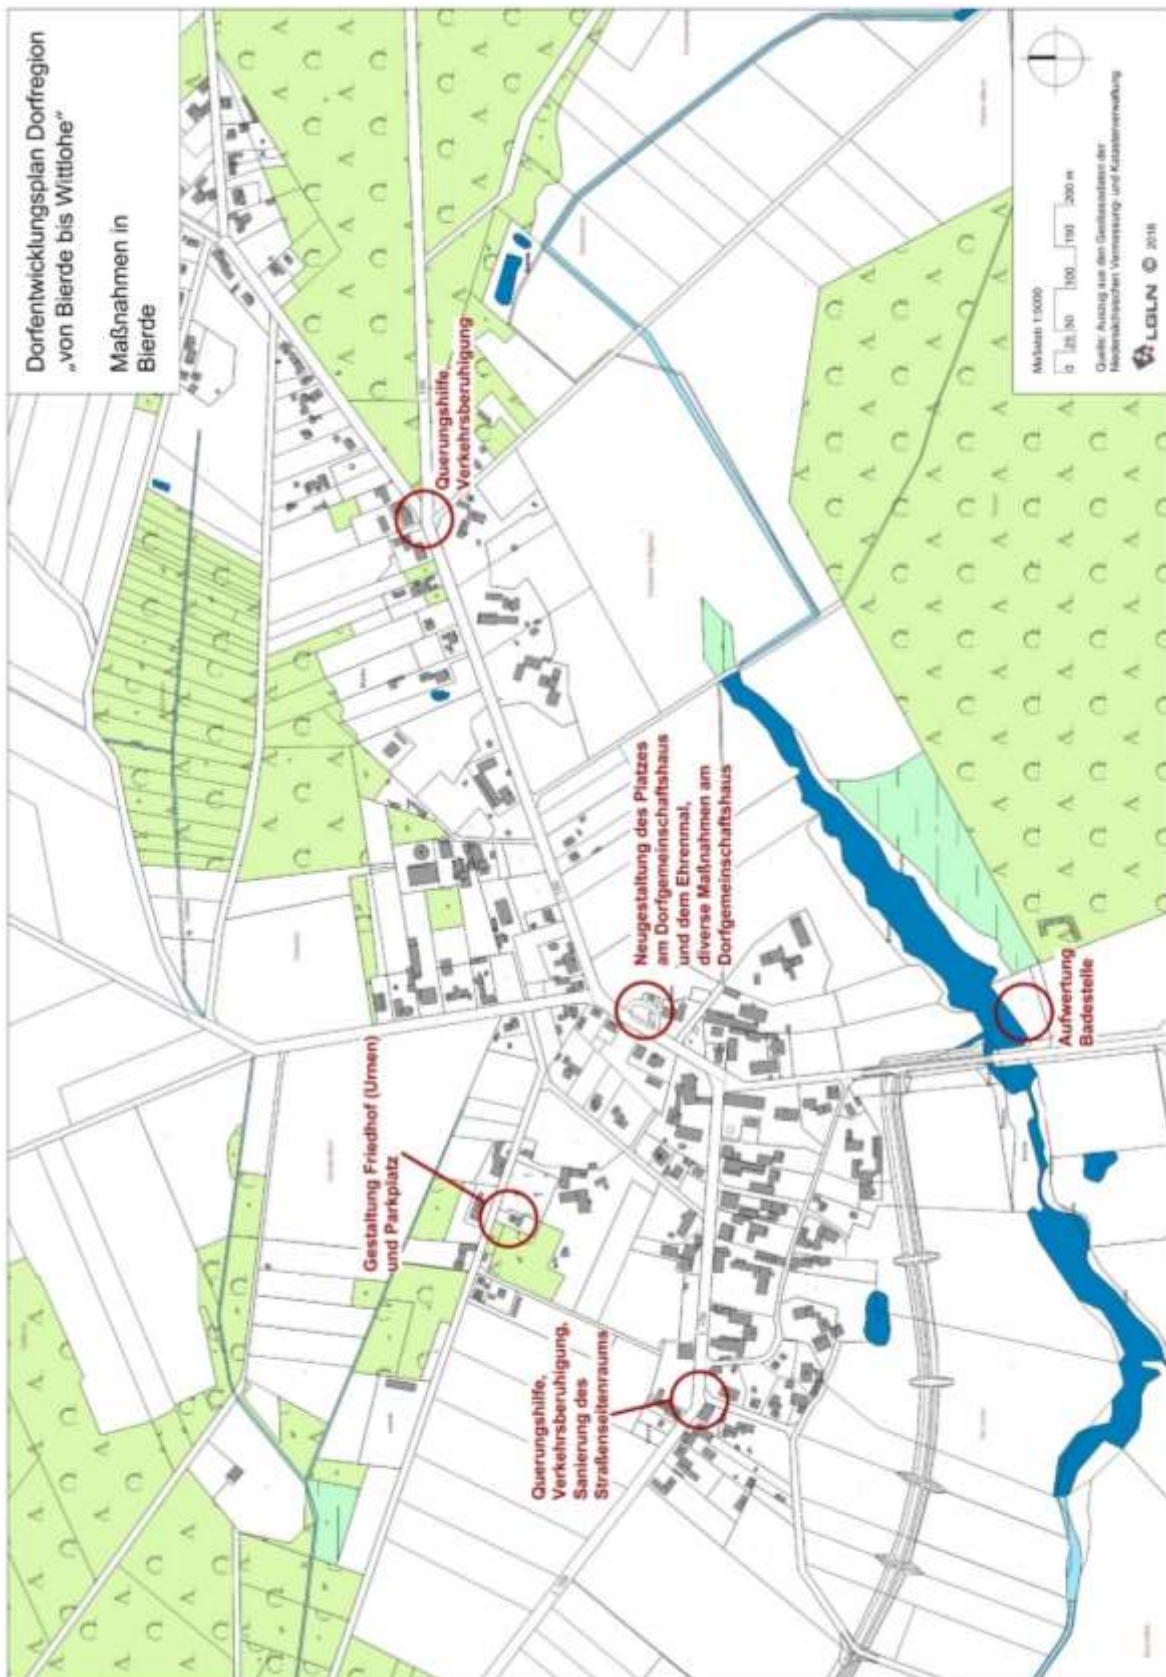 Dorfentwicklungsplan Dorfregion
„von Bierde bis Wittlohe“
Maßnahmen in
Bierde
Querungshilfe,
Verkehrsberuhigung
Neugestaltung des Platzes
am Dorfgemeinschaftshaus
und dem Ehrenmal,
diverse Maßnahmen am
Dorfgemeinschaftshaus
Gestaltung Friedhof (Urnen)
und Parkplatz
Querungshilfe,
Verkehrsberuhigung,
Sanierung des
Straßenseitenraums
Aufwertung
Badestelle
Maßstab 1:5000
0 25 50 100 150 200 m
Quelle: Auszug aus den Geobasisdaten der
Niedersächsischen Vermessung- und Katasterverwaltung
LGLN © 2018